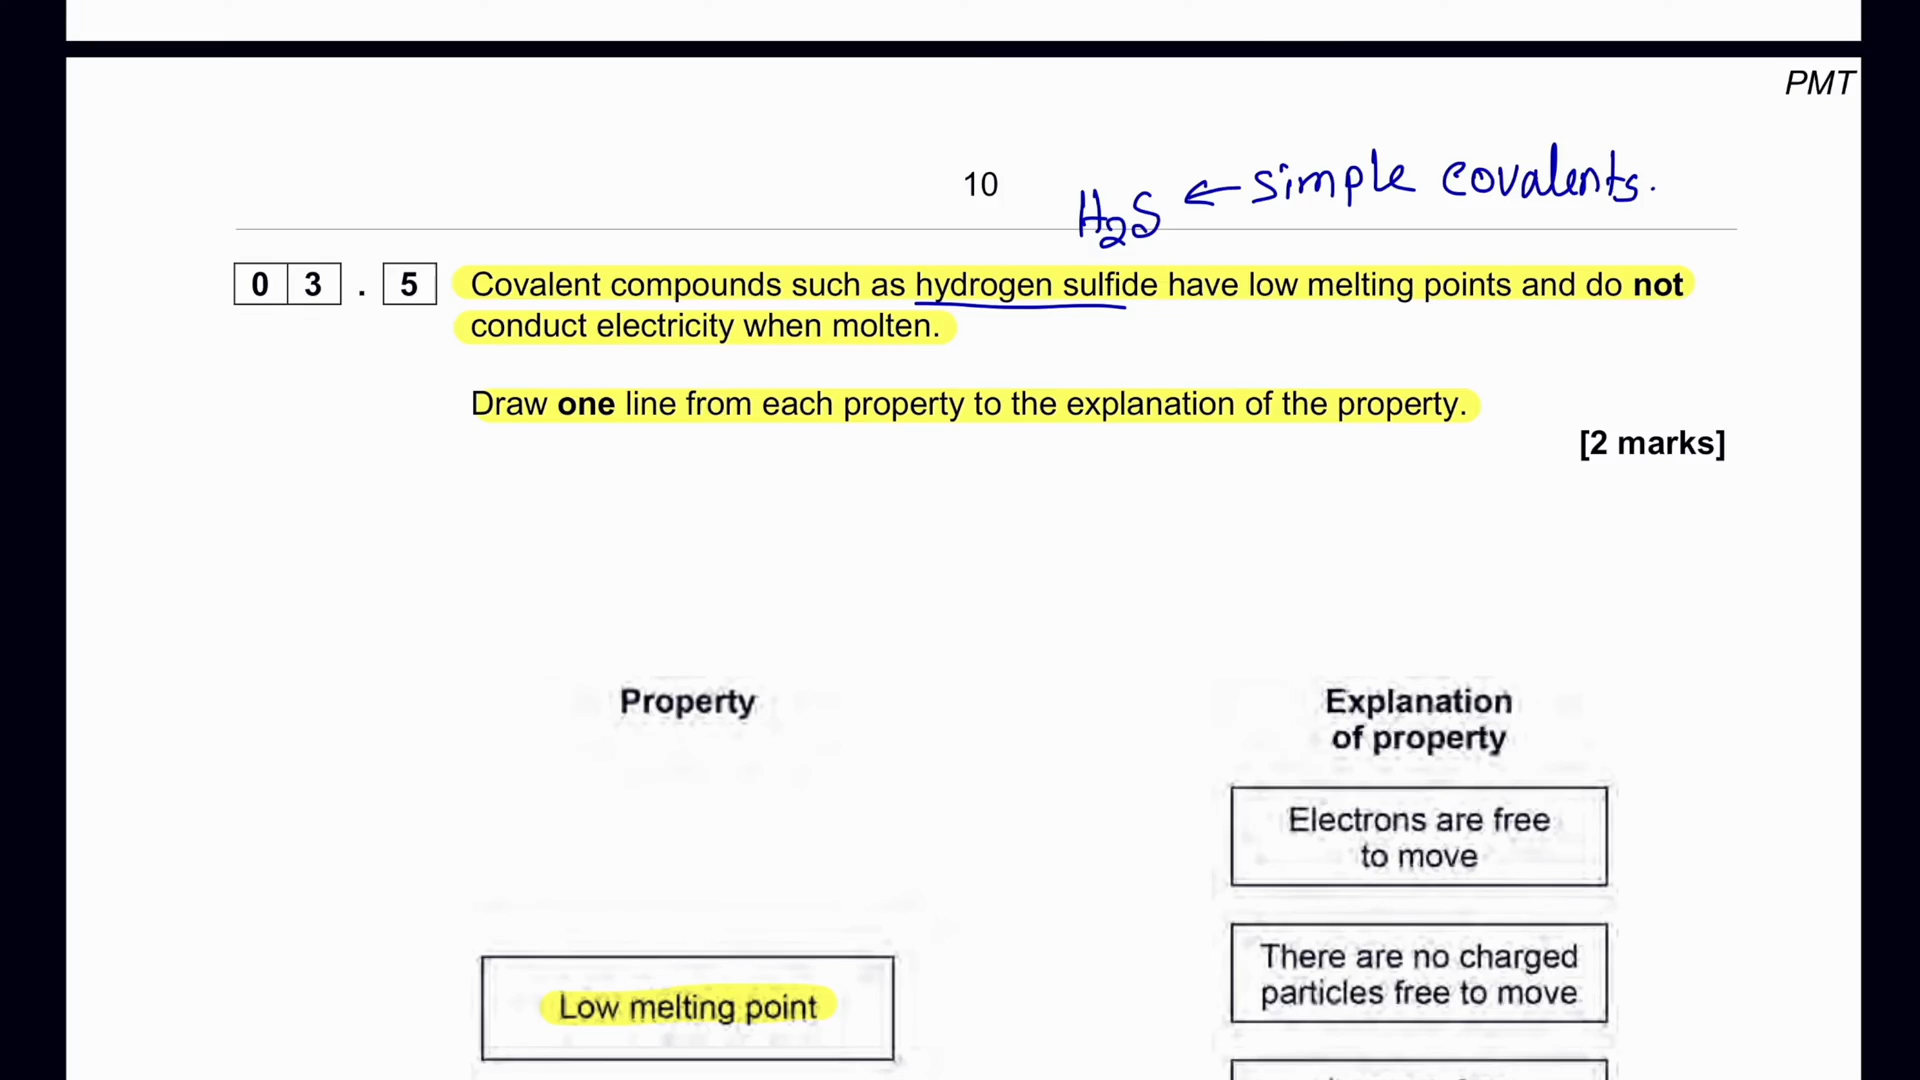 PMT
10
H₂S ← simple covalents.
0 3 . 5 Covalent compounds such as hydrogen sulfide have low melting points and do not
conduct electricity when molten.
Draw one line from each property to the explanation of the property.
[2 marks]
Property
Explanation
of property
Electrons are free
to move
There are no charged
particles free to move
Low melting point